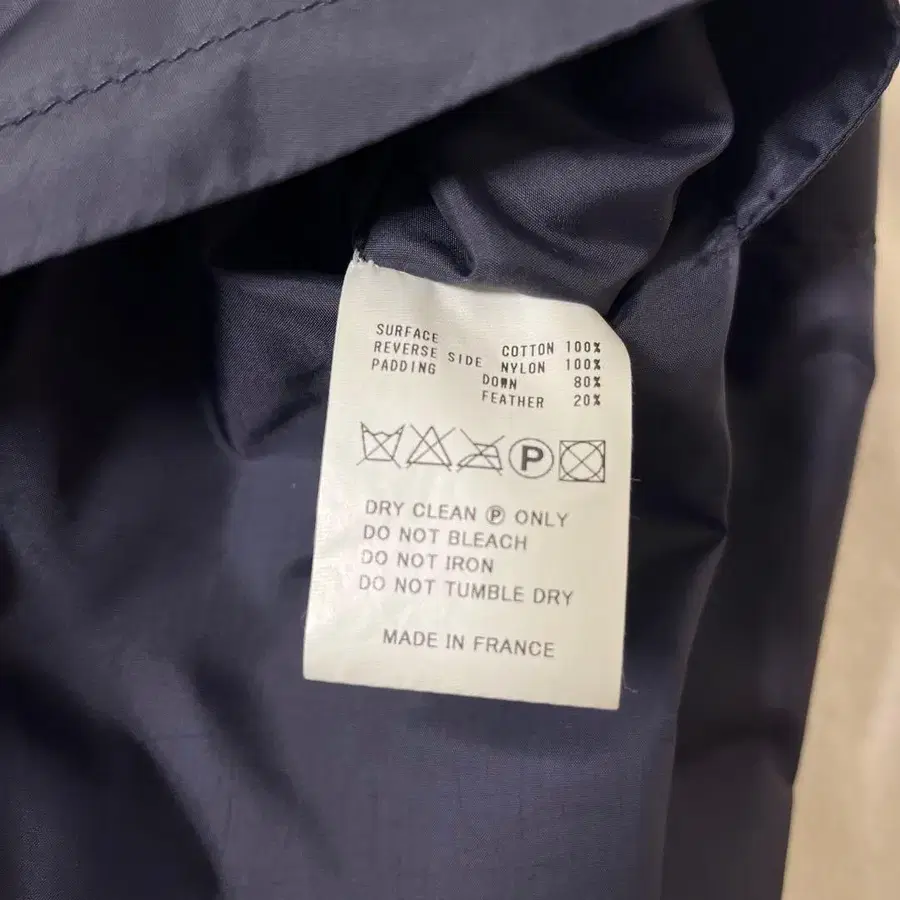 SURFACE COTTON 100%
REVERSE SIDE NYLON 100%
PADDING DOWN 80%
FEATHER 20%
P
DRY CLEAN Ⓟ ONLY
DO NOT BLEACH
DO NOT IRON
DO NOT TUMBLE DRY
MADE IN FRANCE